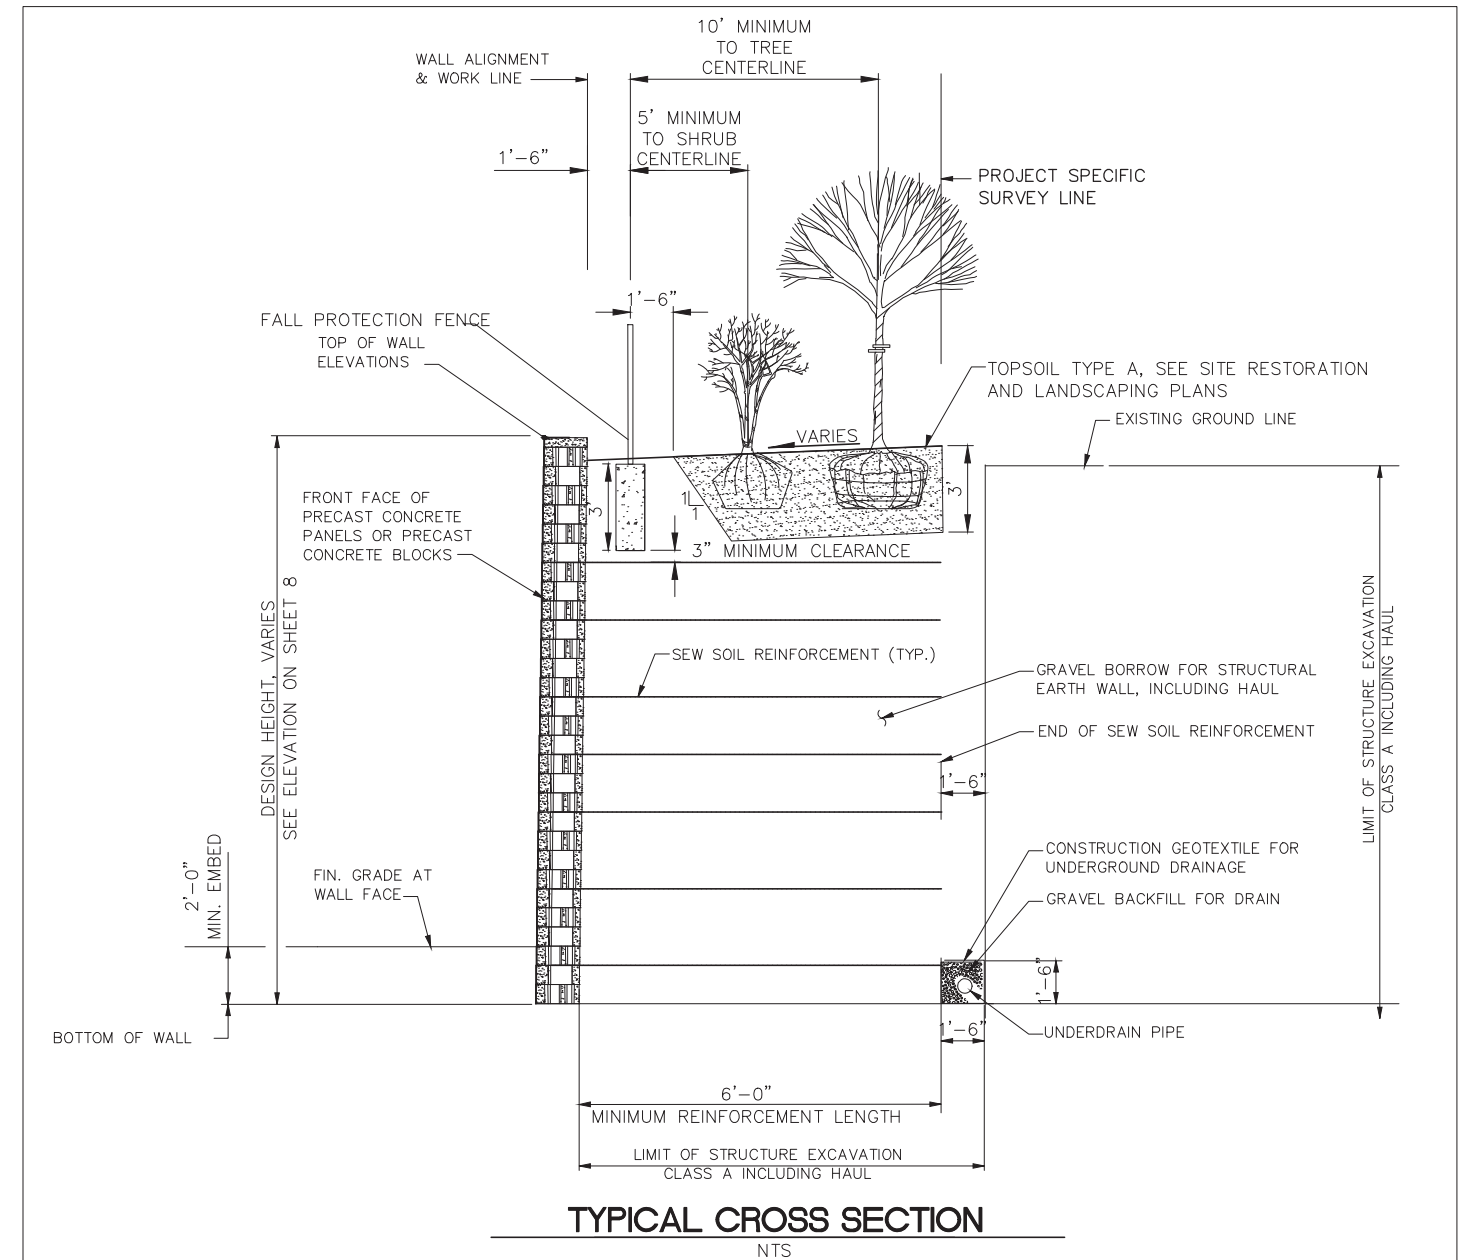 10' MINIMUM
TO TREE
CENTERLINE
WALL ALIGNMENT
& WORK LINE
5' MINIMUM
TO SHRUB
CENTERLINE
1'-6"
PROJECT SPECIFIC
SURVEY LINE
1'-6"
FALL PROTECTION FENCE
TOP OF WALL
ELEVATIONS
TOPSOIL TYPE A, SEE SITE RESTORATION
AND LANDSCAPING PLANS
EXISTING GROUND LINE
VARIES
FRONT FACE OF
PRECAST CONCRETE
PANELS OR PRECAST
CONCRETE BLOCKS
3'
1
1
3'
3" MINIMUM CLEARANCE
DESIGN HEIGHT, VARIES
SEE ELEVATION ON SHEET 8
LIMIT OF STRUCTURE EXCAVATION
CLASS A INCLUDING HAUL
SEW SOIL REINFORCEMENT (TYP.)
GRAVEL BORROW FOR STRUCTURAL
EARTH WALL, INCLUDING HAUL
END OF SEW SOIL REINFORCEMENT
1'-6"
2'-0"
MIN. EMBED
FIN. GRADE AT
WALL FACE
CONSTRUCTION GEOTEXTILE FOR
UNDERGROUND DRAINAGE
GRAVEL BACKFILL FOR DRAIN
1'-6"
BOTTOM OF WALL
1'-6"
UNDERDRAIN PIPE
6'-0"
MINIMUM REINFORCEMENT LENGTH
LIMIT OF STRUCTURE EXCAVATION
CLASS A INCLUDING HAUL
TYPICAL CROSS SECTION
NTS